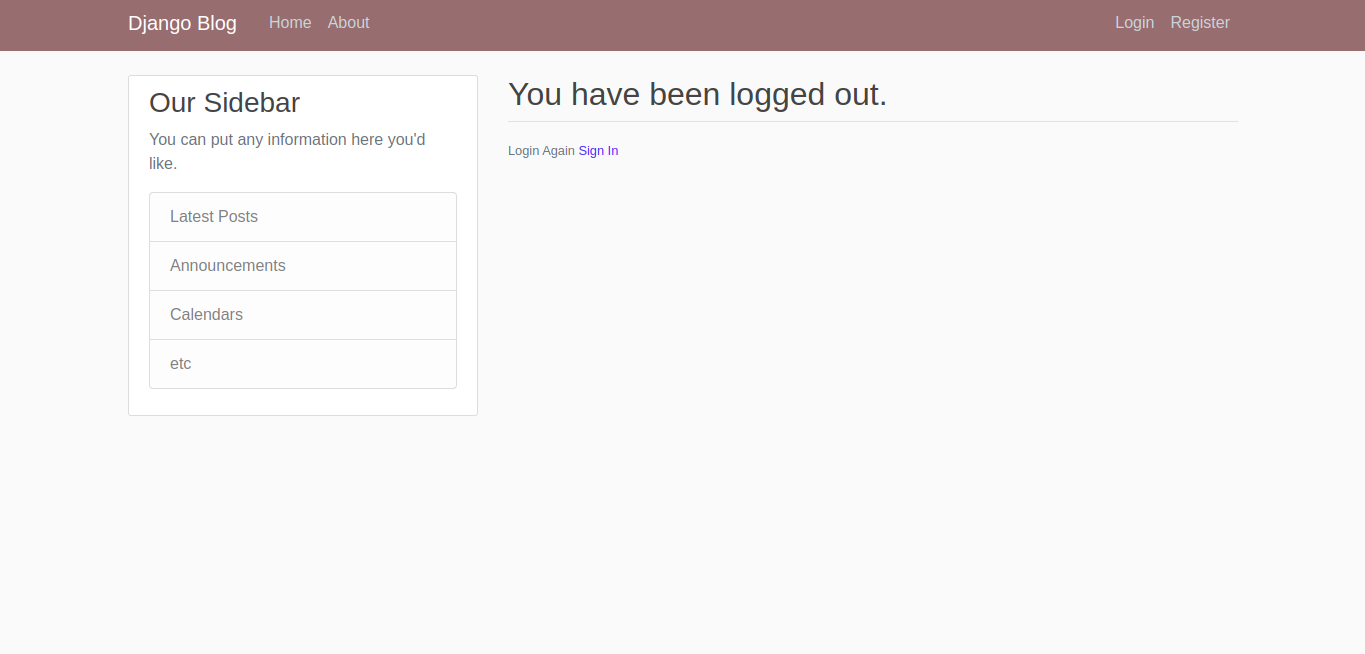 Django Blog Home About Login Register
Our Sidebar
You can put any information here you'd
like.
Latest Posts
Announcements
Calendars
etc
You have been logged out.
Login Again Sign In